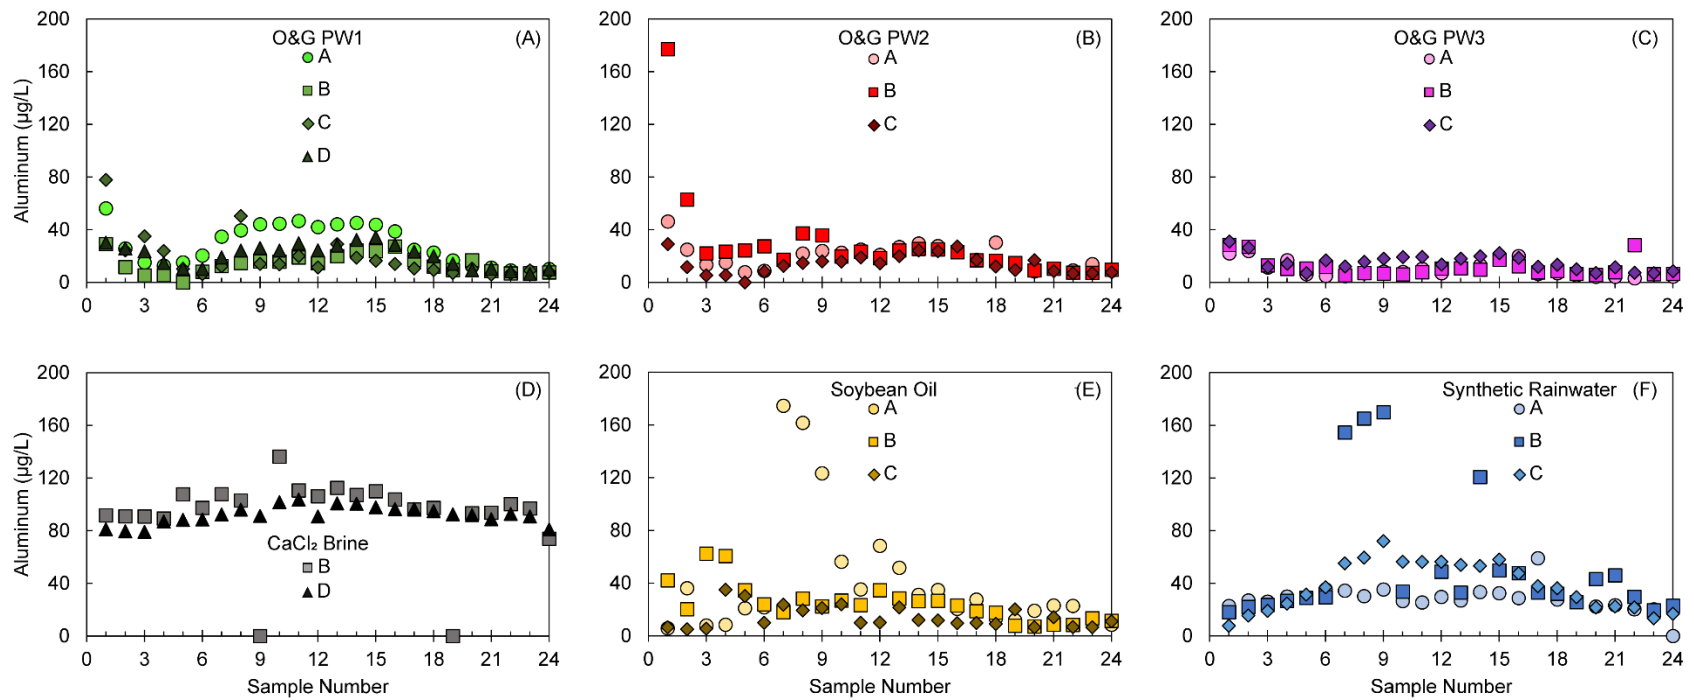 O&G PW1 (A)
A
B
C
D
Aluminum (µg/L)
200
160
120
80
40
0
0 3 6 9 12 15 18 21 24
O&G PW2 (B)
A
B
C
200
160
120
80
40
0
0 3 6 9 12 15 18 21 24
O&G PW3 (C)
A
B
C
200
160
120
80
40
0
0 3 6 9 12 15 18 21 24
(D)
CaCl₂ Brine
B
D
Aluminum (µg/L)
200
160
120
80
40
0
0 3 6 9 12 15 18 21 24
Sample Number
Soybean Oil (E)
A
B
C
200
160
120
80
40
0
0 3 6 9 12 15 18 21 24
Sample Number
Synthetic Rainwater (F)
A
B
C
200
160
120
80
40
0
0 3 6 9 12 15 18 21 24
Sample Number